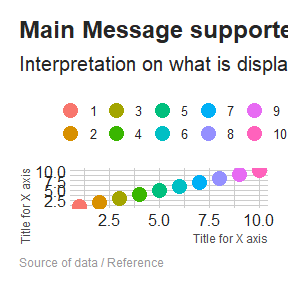 Main Message supporte
Interpretation on what is displa
1 3 5 7 9
2 4 6 8 10
Title for X axis
10.0
7.5
5.0
2.5
2.5 5.0 7.5 10.0
Title for X axis
Source of data / Reference